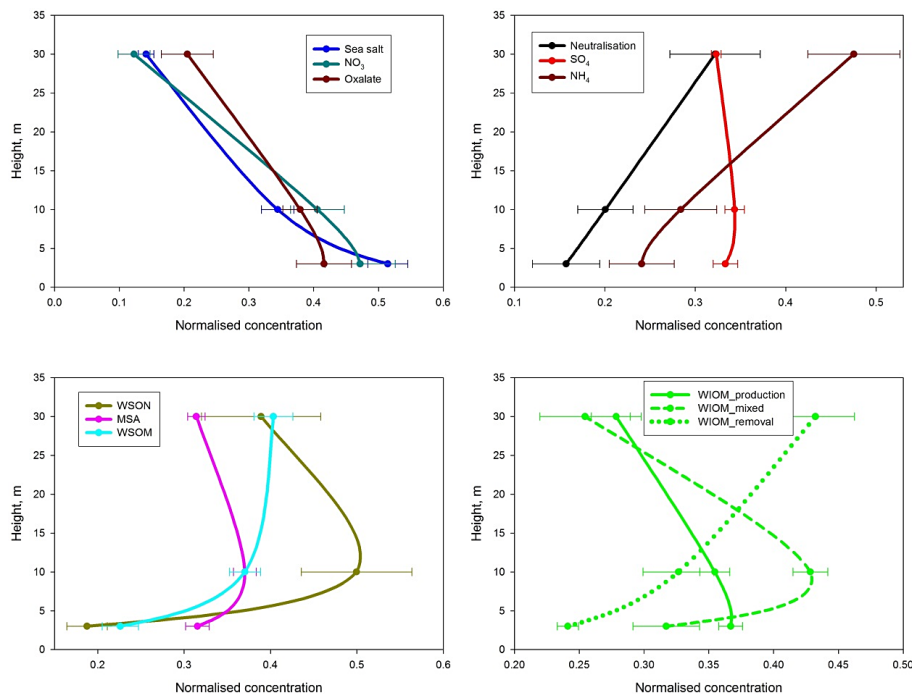 35
30
25
20
15
10
5
0
Height, m
Sea salt
NO3
Oxalate
0.0 0.1 0.2 0.3 0.4 0.5 0.6
Normalised concentration
35
30
25
20
15
10
5
0
Height, m
Neutralisation
SO4
NH4
0.1 0.2 0.3 0.4 0.5
Normalised concentration
35
30
25
20
15
10
5
0
Height, m
WSON
MSA
WSOM
0.2 0.3 0.4 0.5 0.6
Normalised concentration
35
30
25
20
15
10
5
0
Height, m
WIOM_production
WIOM_mixed
WIOM_removal
0.20 0.25 0.30 0.35 0.40 0.45 0.50
Normalised concentration